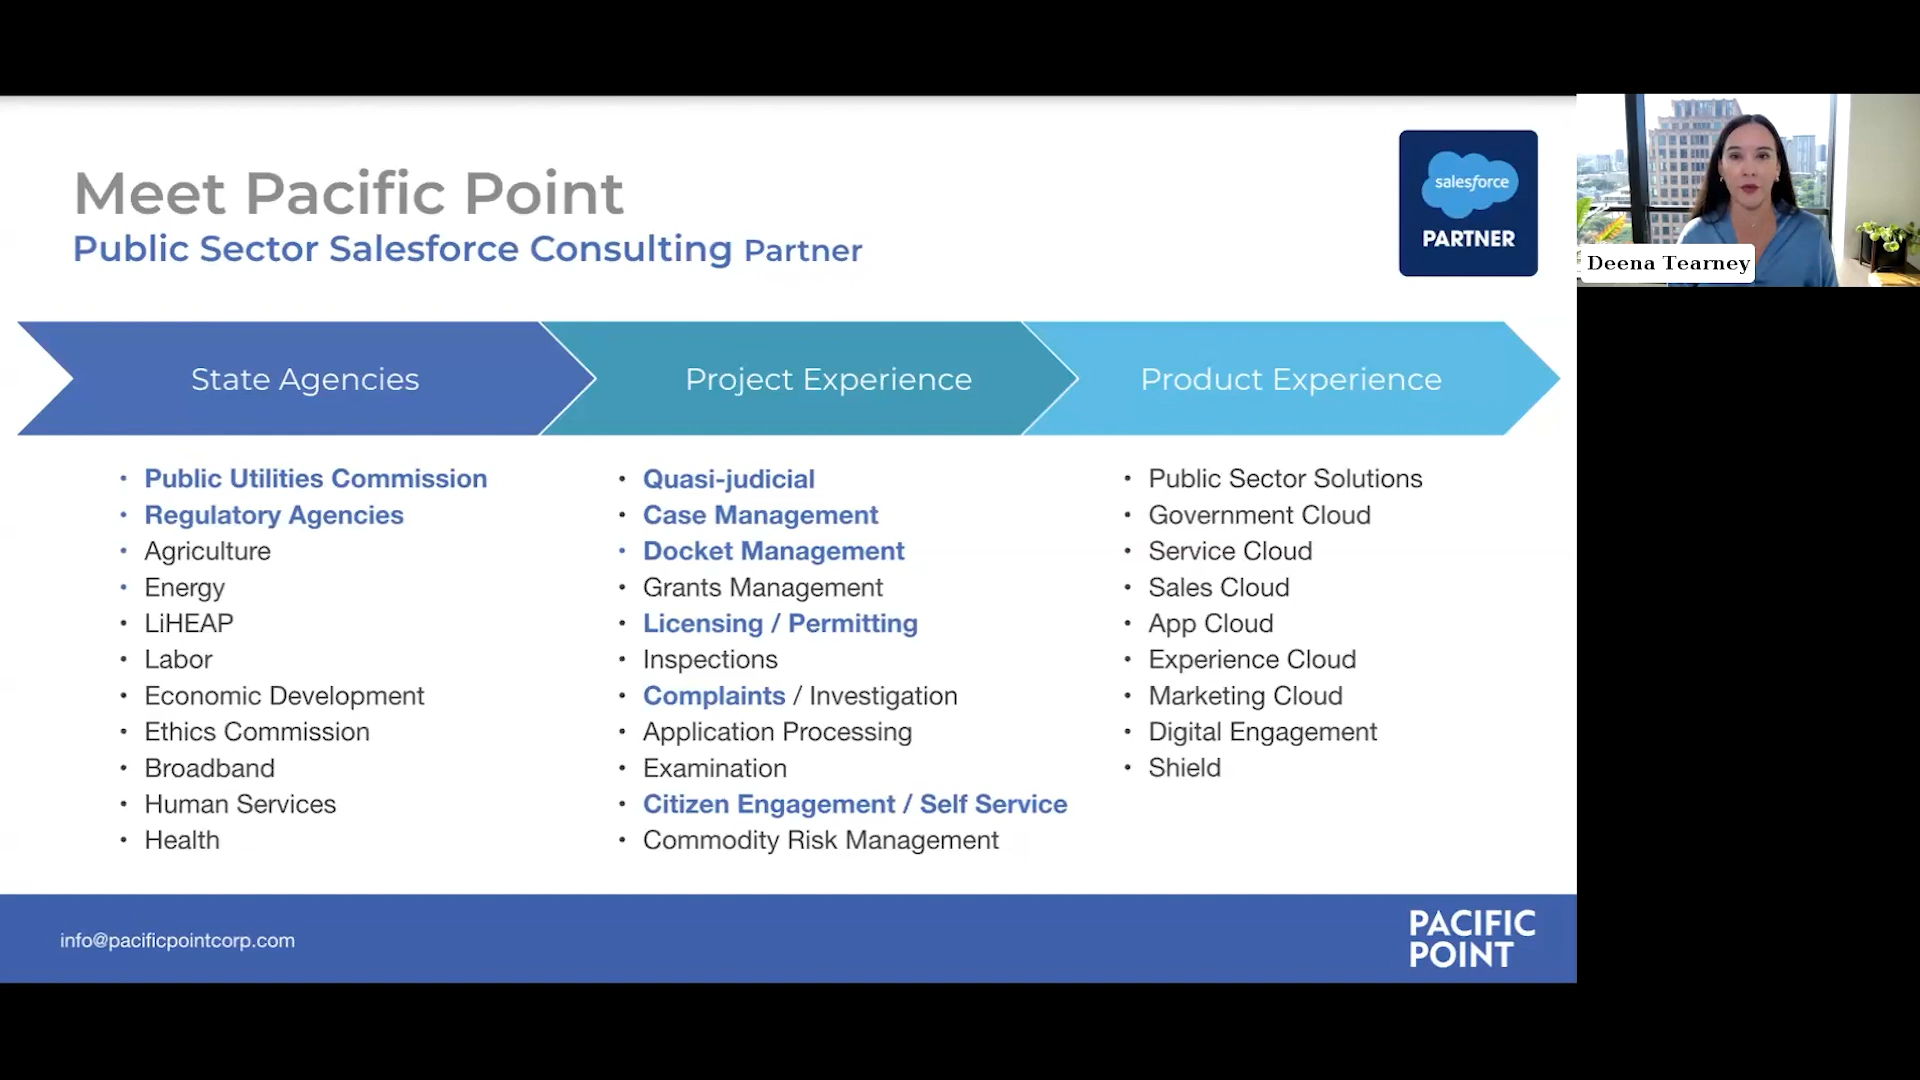 Meet Pacific Point
Public Sector Salesforce Consulting Partner
salesforce
PARTNER
Deena Tearney
State Agencies
Project Experience
Product Experience
• Public Utilities Commission
• Regulatory Agencies
• Agriculture
• Energy
• LiHEAP
• Labor
• Economic Development
• Ethics Commission
• Broadband
• Human Services
• Health
• Quasi-judicial
• Case Management
• Docket Management
• Grants Management
• Licensing / Permitting
• Inspections
• Complaints / Investigation
• Application Processing
• Examination
• Citizen Engagement / Self Service
• Commodity Risk Management
• Public Sector Solutions
• Government Cloud
• Service Cloud
• Sales Cloud
• App Cloud
• Experience Cloud
• Marketing Cloud
• Digital Engagement
• Shield
info@pacificpointcorp.com
PACIFIC
POINT